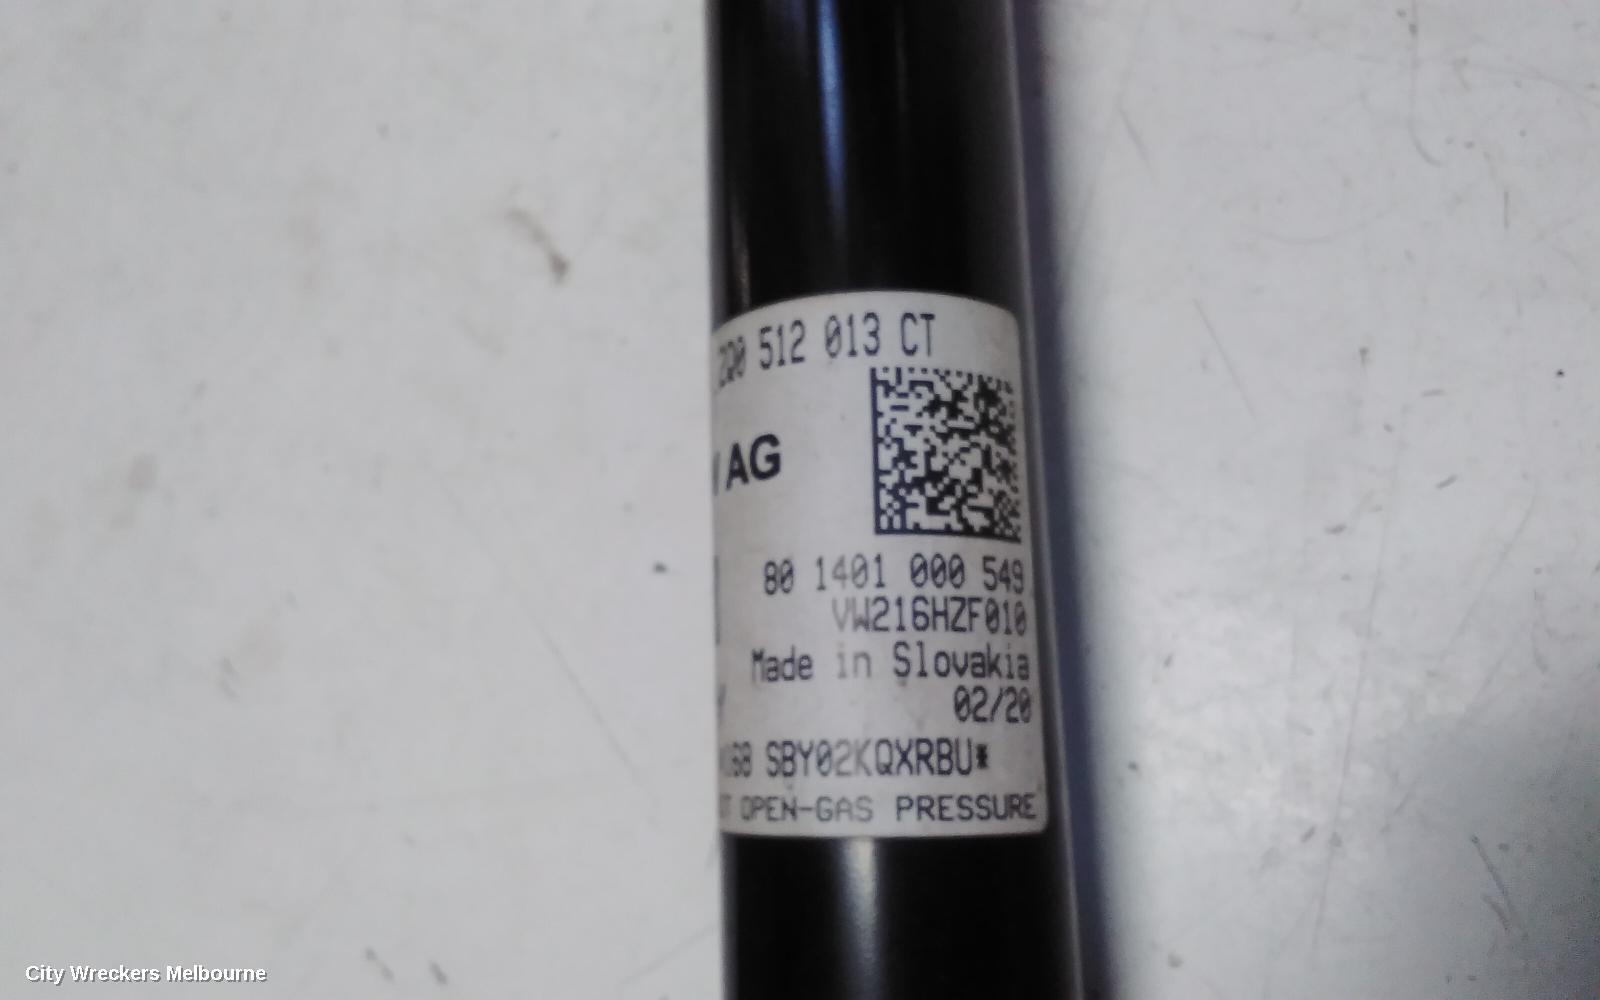 2Q0 512 013 CT
AG
80 1401 000 549
VW216HZF010
Made in Slovakia
02/20
SBY02KQXRBU*
OPEN-GAS PRESSURE
City Wreckers Melbourne